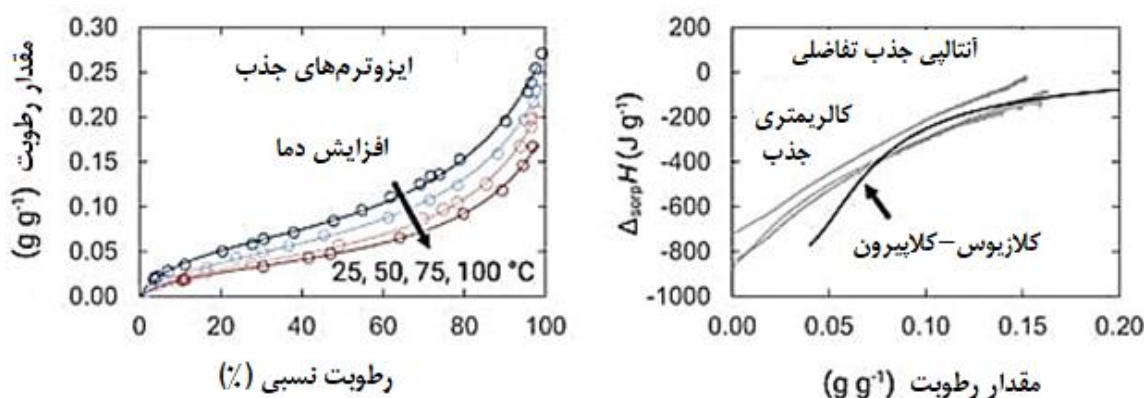 مقدار رطوبت (g g⁻¹)
0.30
0.25
0.20
0.15
0.10
0.05
0.00
ایزوترم‌های جذب
افزایش دما
25, 50, 75, 100 °C
0 20 40 60 80 100
رطوبت نسبی (٪)
ΔsorpH (J g⁻¹)
200
0
-200
-400
-600
-800
-1000
آنتالپی جذب تفاضلی
کالریمتری
جذب
کلازیوس–کلاپیرون
0.00 0.05 0.10 0.15 0.20
مقدار رطوبت (g g⁻¹)